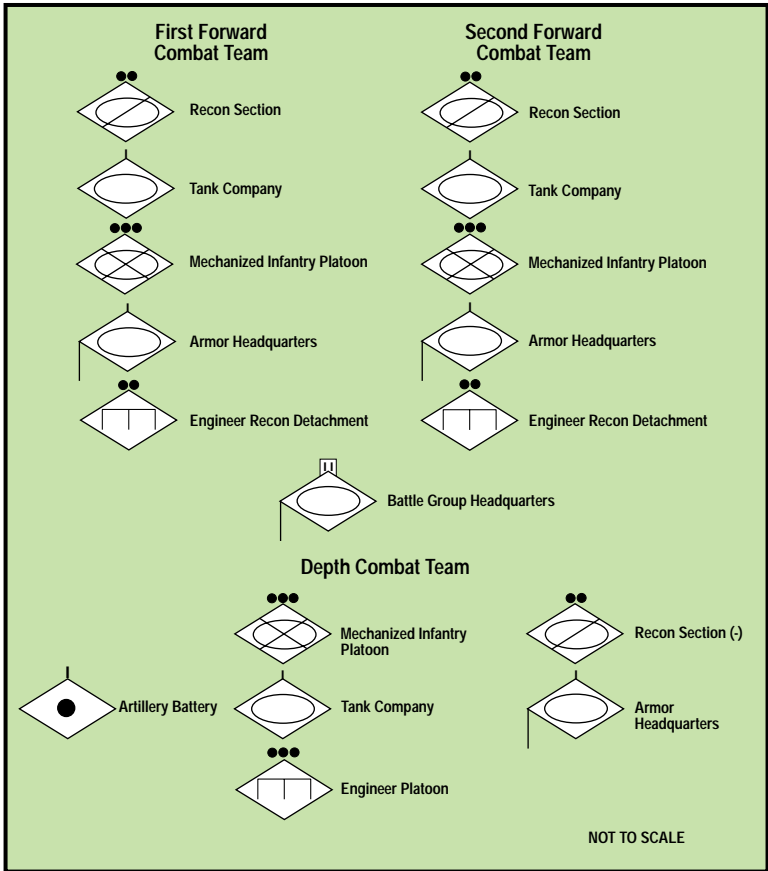 First Forward
Combat Team
Recon Section
Tank Company
Mechanized Infantry Platoon
Armor Headquarters
Engineer Recon Detachment
Second Forward
Combat Team
Recon Section
Tank Company
Mechanized Infantry Platoon
Armor Headquarters
Engineer Recon Detachment
Battle Group Headquarters
Depth Combat Team
Mechanized Infantry
Platoon
Recon Section (-)
Artillery Battery
Tank Company
Armor
Headquarters
Engineer Platoon
NOT TO SCALE